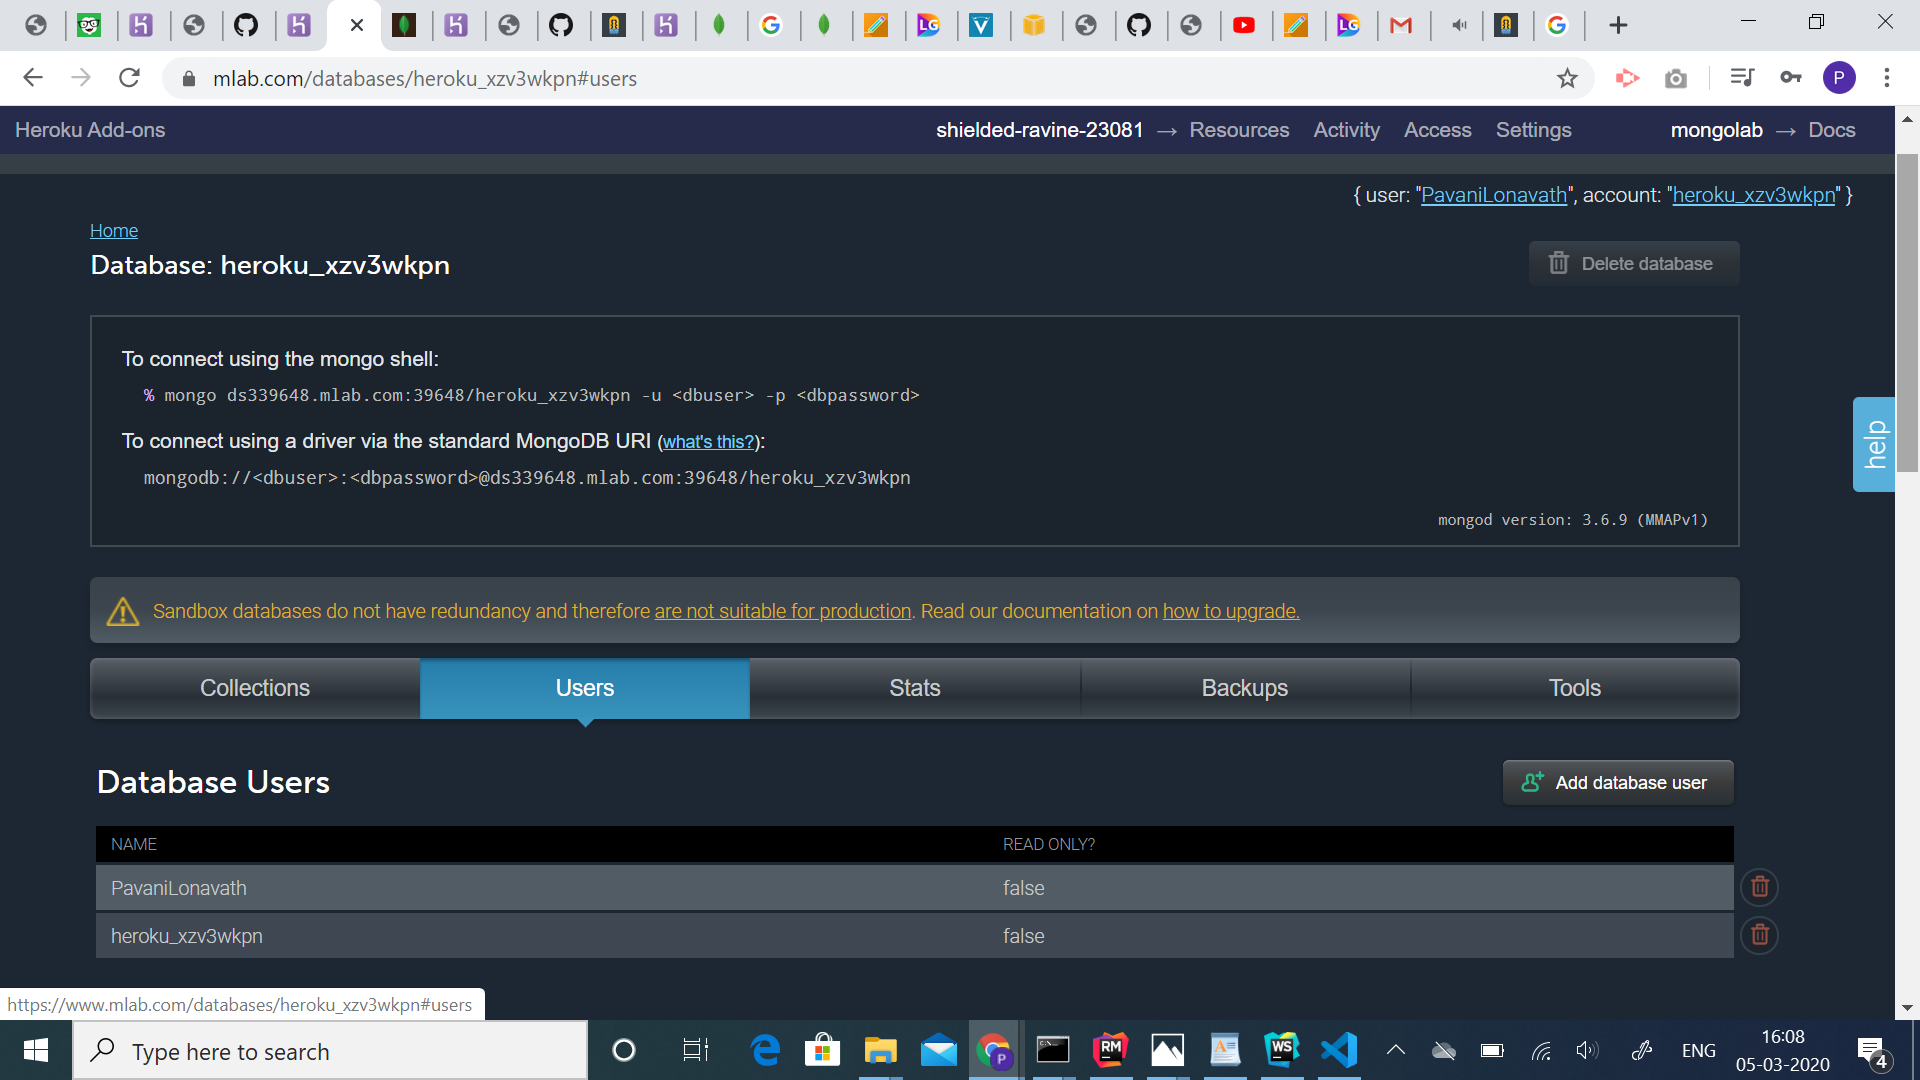 mlab.com/databases/heroku_xzv3wkpn#users
P
Heroku Add-ons
shielded-ravine-23081 → Resources Activity Access Settings
mongolab → Docs
{ user: "PavaniLonavath", account: "heroku_xzv3wkpn" }
Home
Database: heroku_xzv3wkpn
Delete database
To connect using the mongo shell:
% mongo ds339648.mlab.com:39648/heroku_xzv3wkpn -u <dbuser> -p <dbpassword>
To connect using a driver via the standard MongoDB URI (what's this?):
mongodb://<dbuser>:<dbpassword>@ds339648.mlab.com:39648/heroku_xzv3wkpn
mongod version: 3.6.9 (MMAPv1)
help
Sandbox databases do not have redundancy and therefore are not suitable for production. Read our documentation on how to upgrade.
Collections
Users
Stats
Backups
Tools
Database Users
Add database user
NAME READ ONLY?
PavaniLonavath false
heroku_xzv3wkpn false
https://www.mlab.com/databases/heroku_xzv3wkpn#users
Type here to search
P
RM
WS
ENG
16:08
05-03-2020
4